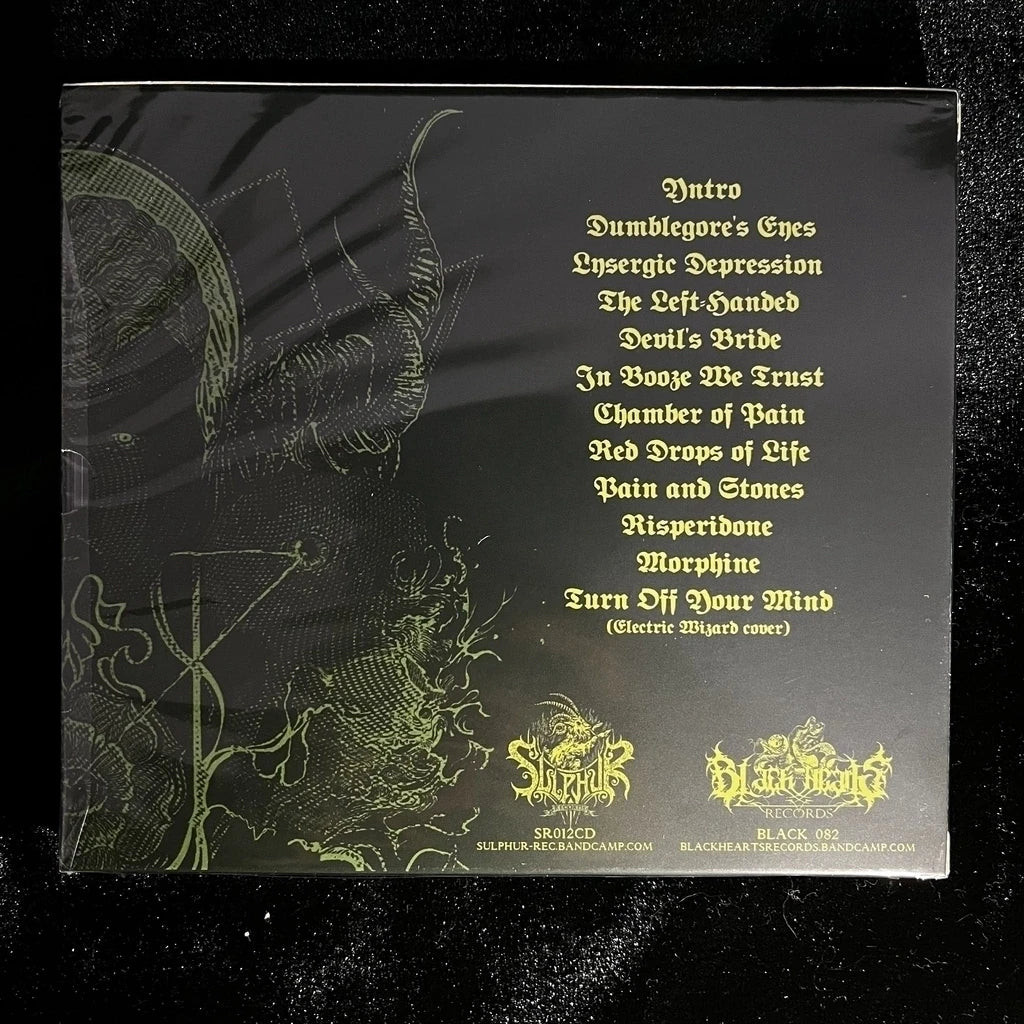 Yntro
Dumblegore's Eyes
Lysergic Depression
The Left-Handed
Devil's Bride
In Booze We Trust
Chamber of Pain
Red Drops of Life
Pain and Stones
Risperidone
Morphine
Turn Off Your Mind
(Electric Wizard cover)
SULPHUR
SR012CD
SULPHUR-REC.BANDCAMP.COM
BLACK HEARTS
RECORDS
BLACK 082
BLACKHEARTSRECORDS.BANDCAMP.COM